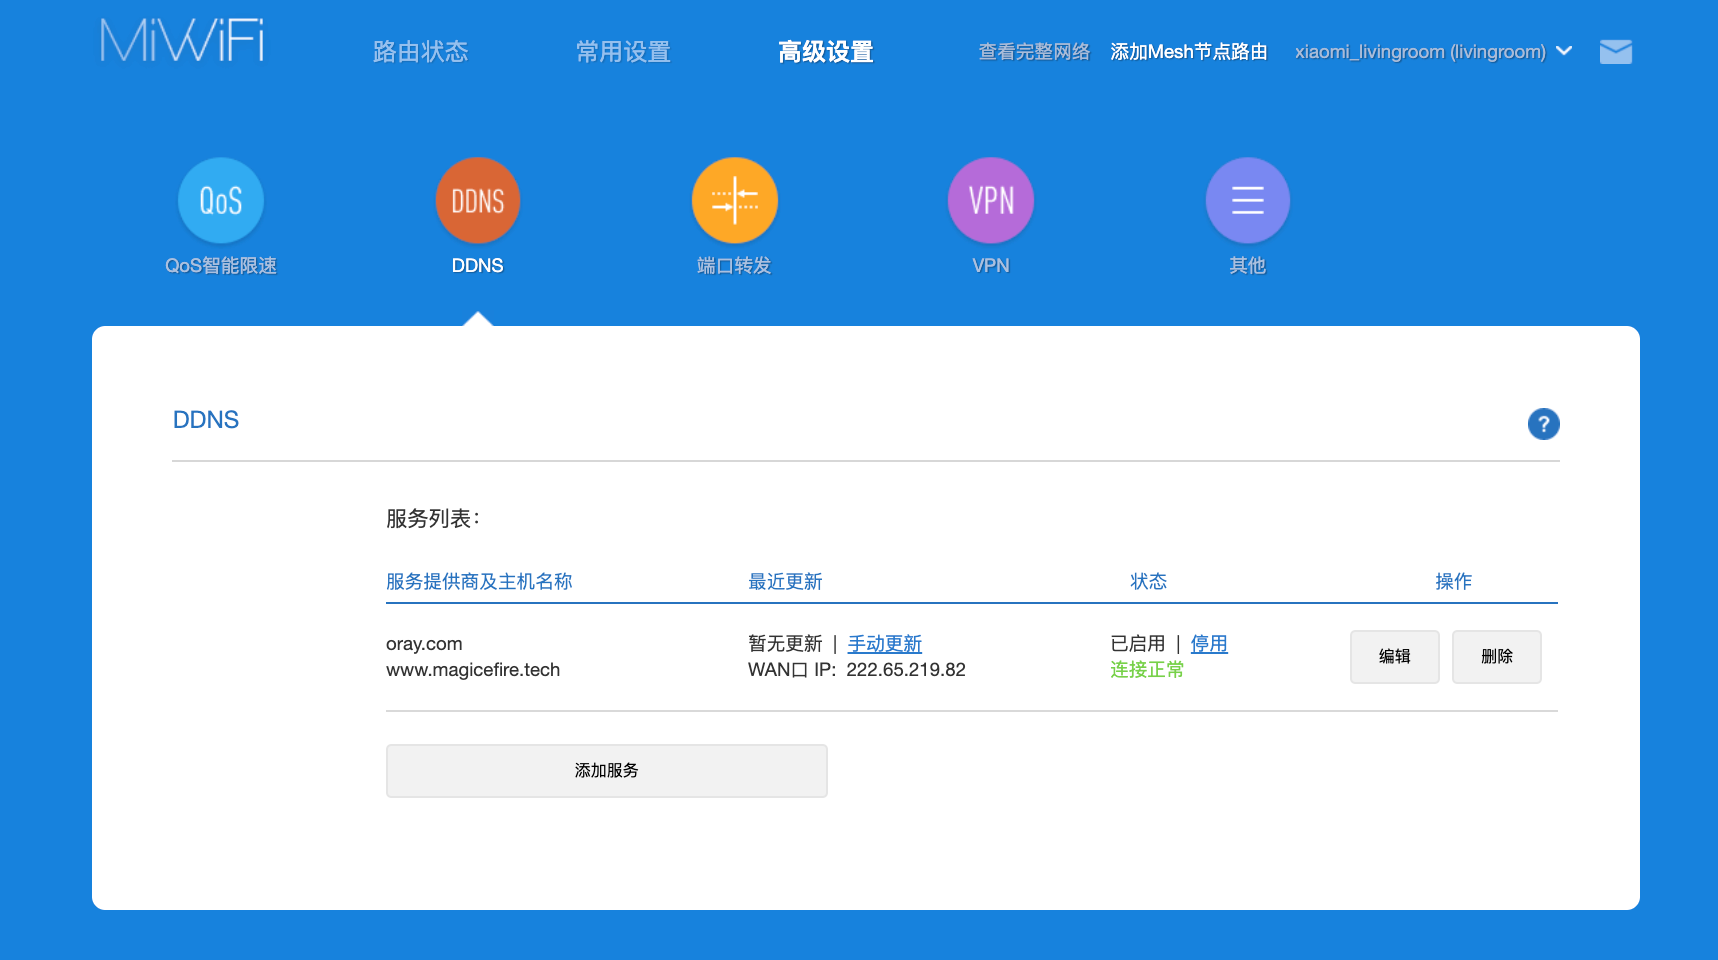 MiWiFi
路由状态
常用设置
高级设置
查看完整网络
添加Mesh节点路由
xiaomi_livingroom (livingroom)
QoS
DDNS
VPN
QoS智能限速
DDNS
端口转发
VPN
其他
DDNS
?
服务列表：
服务提供商及主机名称
最近更新
状态
操作
oray.com
www.magicefire.tech
暂无更新 | 手动更新
WAN口 IP: 222.65.219.82
已启用 | 停用
连接正常
编辑
删除
添加服务